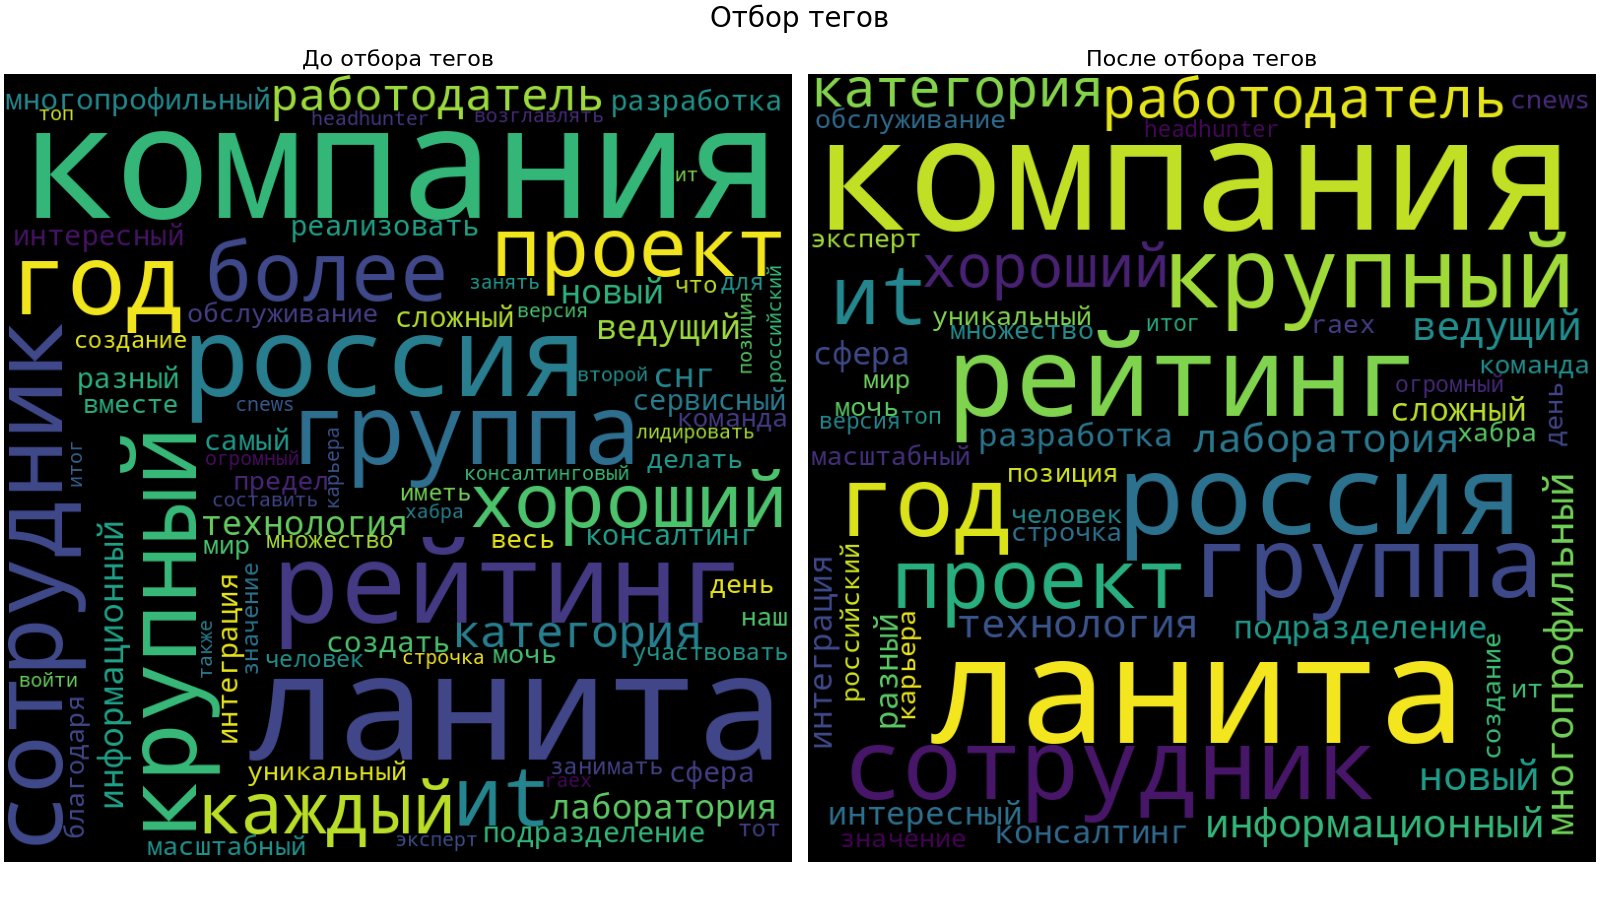 Отбор тегов
До отбора тегов
многопрофильный
работодатель
разработка
топ
headhunter
возглавлять
компания
ит
интересный
реализовать
проект
год
более
занять
новый
что
для
российский
позиция
обслуживание
сложный
версия
ведущий
создание
россия
сотрудник
разный
второй
снг
вместе
cnews
группа
сервисный
команда
крупный
самый
лидировать
итог
огромный
карьера
делать
предел
консалтинговый
составить
иметь
хабра
хороший
технология
мир
множество
весь
консалтинг
информационный
интеграция
значение
рейтинг
день
также
создать
категория
наш
человек
строчка
мочь
участвовать
войти
благодаря
ланита
уникальный
занимать
сфера
raex
каждый
it
лаборатория
масштабный
эксперт
подразделение
тот
После отбора тегов
категория
работодатель
cnews
обслуживание
headhunter
компания
эксперт
хороший
крупный
it
уникальный
множество
итог
raex
ведущий
сфера
рейтинг
команда
мир
огромный
мочь
сложный
день
версия
топ
разработка
лаборатория
хабра
масштабный
позиция
год
человек
строчка
россия
многопрофильный
интеграция
российский
проект
группа
разный
карьера
технология
подразделение
создание
ланита
ит
сотрудник
новый
интересный
значение
консалтинг
информационный